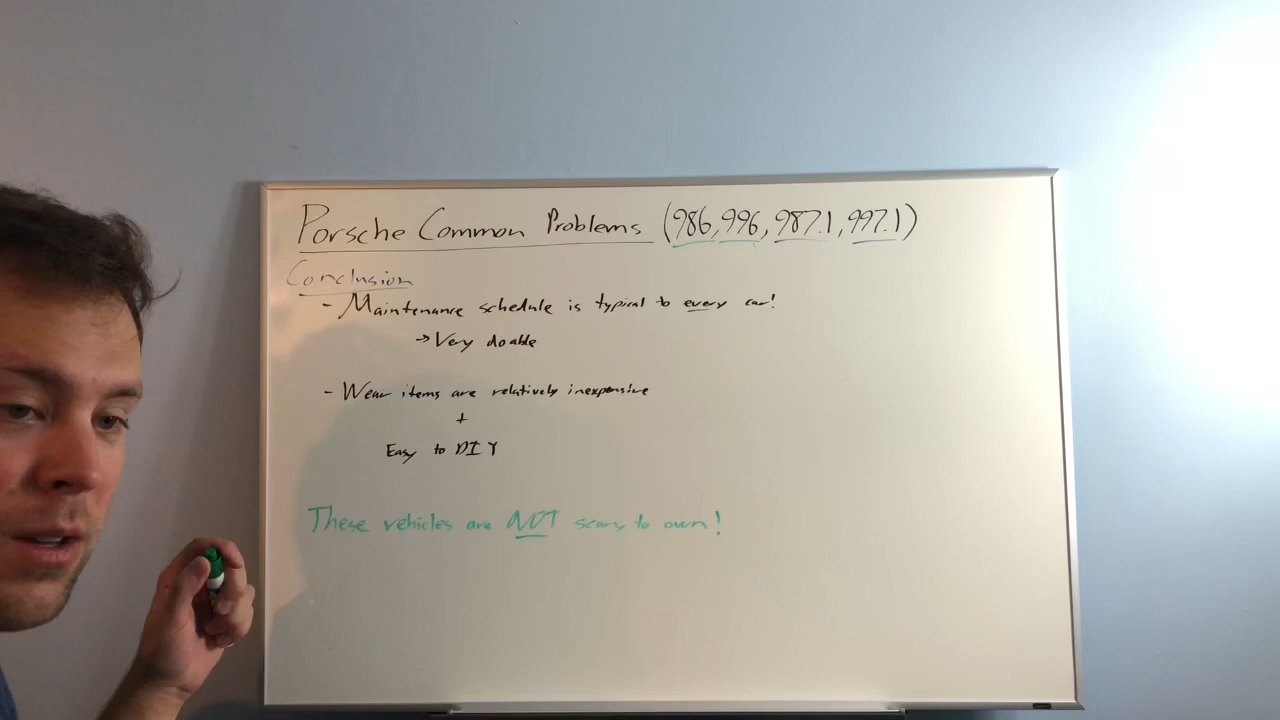 Porsche Common Problems (986, 996, 987.1, 997.1)
Conclusion
- Maintenance schedule is typical to every car!
→ Very doable
- Wear items are relatively inexpensive
+
Easy to DIY
These vehicles are NOT scary to own!